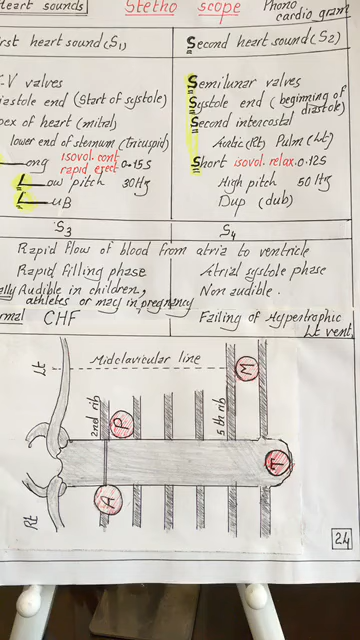 Heart sounds
Stetho scope
Phono cardio gram
First heart sound (S1)
A-V valves
Diastole end (start of systole)
Apex of heart (mitral)
lower end of sternum (tricuspid)
Long isovol. cont rapid eject 0.15S
Low pitch 30Hz
LUB
Second heart sound (S2)
Semilunar valves
Systole end (beginning of diastole)
Second intercostal
Aortic (Rt) Pulm (Lt)
Short isovol. relax. 0.12S
High pitch 50Hz
Dup (dub)
S3
S4
Rapid flow of blood from atria to ventricle
Rapid filling phase
Atrial systole phase
Audible in children, athletes or may in pregnancy
Non audible.
CHF
Failing of Hypertrophic Lt vent.
Lt
Midclavicular line
M
2nd rib
P
5th rib
T
A
Rt
24